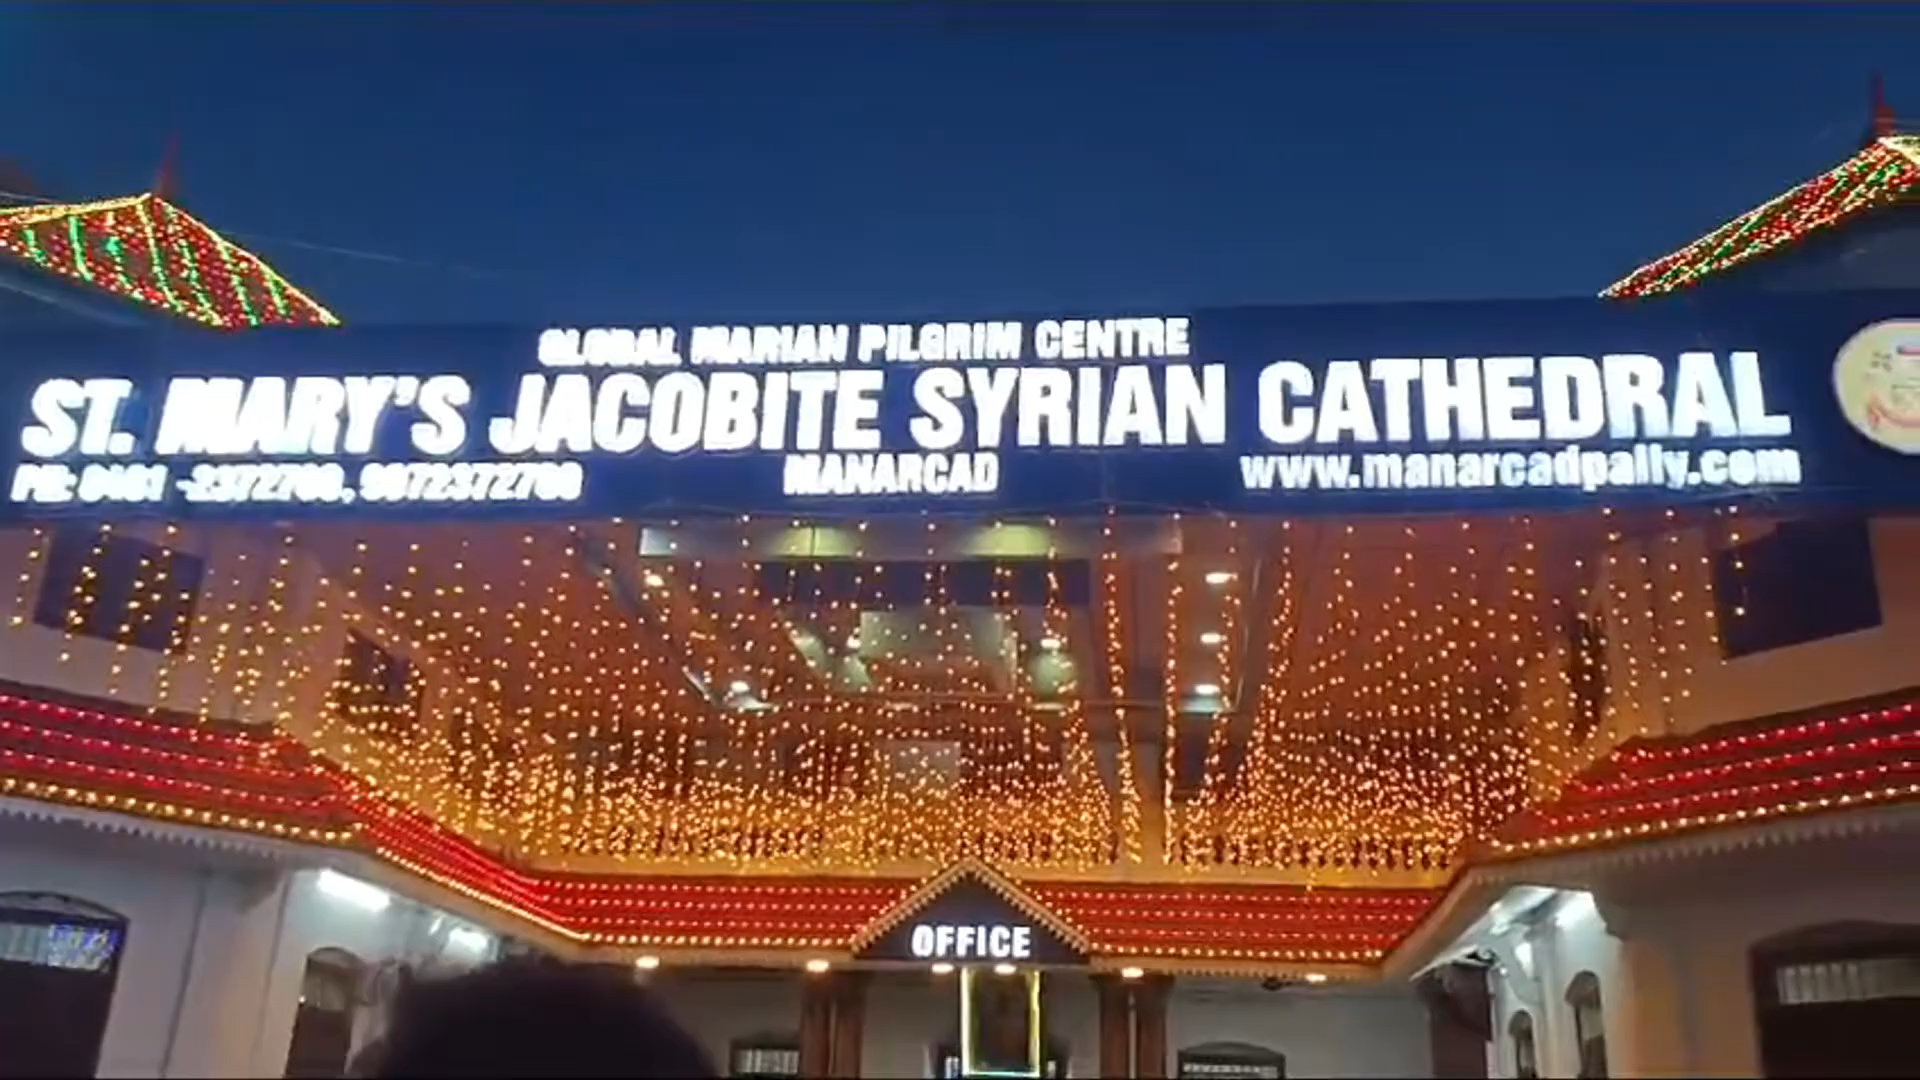 GLOBAL MARIAN PILGRIM CENTRE
ST. MARY'S JACOBITE SYRIAN CATHEDRAL
MANARCAD
www.manarcadpally.com
OFFICE